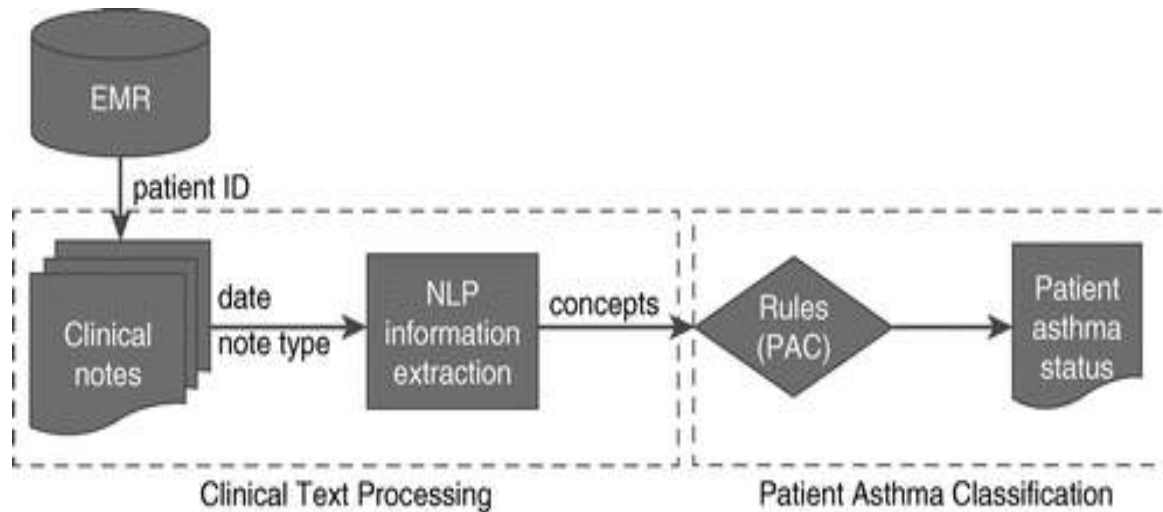 EMR
patient ID
Clinical
notes
date
note type
NLP
information
extraction
concepts
Rules
(PAC)
Patient
asthma
status
Clinical Text Processing
Patient Asthma Classification